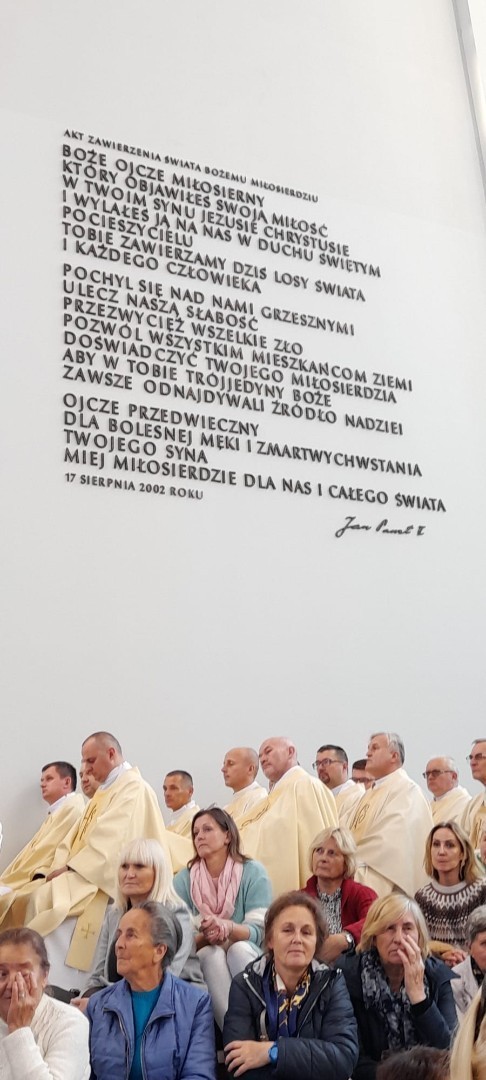 AKT ZAWIERZENIA ŚWIATA BOŻEMU MIŁOSIERDZIU
BOŻE OJCZE MIŁOSIERNY
KTÓRY OBJAWIŁEŚ SWOJĄ MIŁOŚĆ
W TWOIM SYNU JEZUSIE CHRYSTUSIE
I WYLAŁEŚ JĄ NA NAS W DUCHU ŚWIĘTYM
POCIESZYCIELU
TOBIE ZAWIERZAMY DZIŚ LOSY ŚWIATA
I KAŻDEGO CZŁOWIEKA
POCHYL SIĘ NAD NAMI GRZESZNYMI
ULECZ NASZĄ SŁABOŚĆ
PRZEZWYCIĘŻ WSZELKIE ZŁO
POZWÓL WSZYSTKIM MIESZKAŃCOM ZIEMI
DOŚWIADCZYĆ TWOJEGO MIŁOSIERDZIA
ABY W TOBIE TRÓJJEDYNY BOŻE
ZAWSZE ODNAJDYWALI ŹRÓDŁO NADZIEI
OJCZE PRZEDWIECZNY
DLA BOLESNEJ MĘKI I ZMARTWYCHWSTANIA
TWOJEGO SYNA
MIEJ MIŁOSIERDZIE DLA NAS I CAŁEGO ŚWIATA
17 SIERPNIA 2002 ROKU
Jan Paweł II